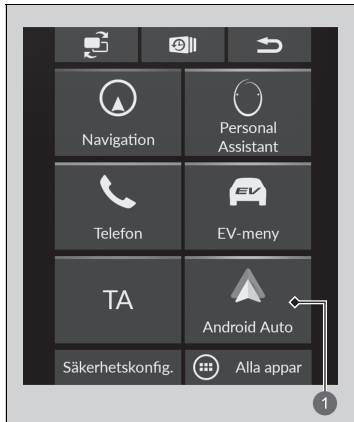 Navigation
Personal
Assistant
Telefon
EV
EV-meny
TA
Android Auto
Säkerhetskonfig.
Alla appar
1